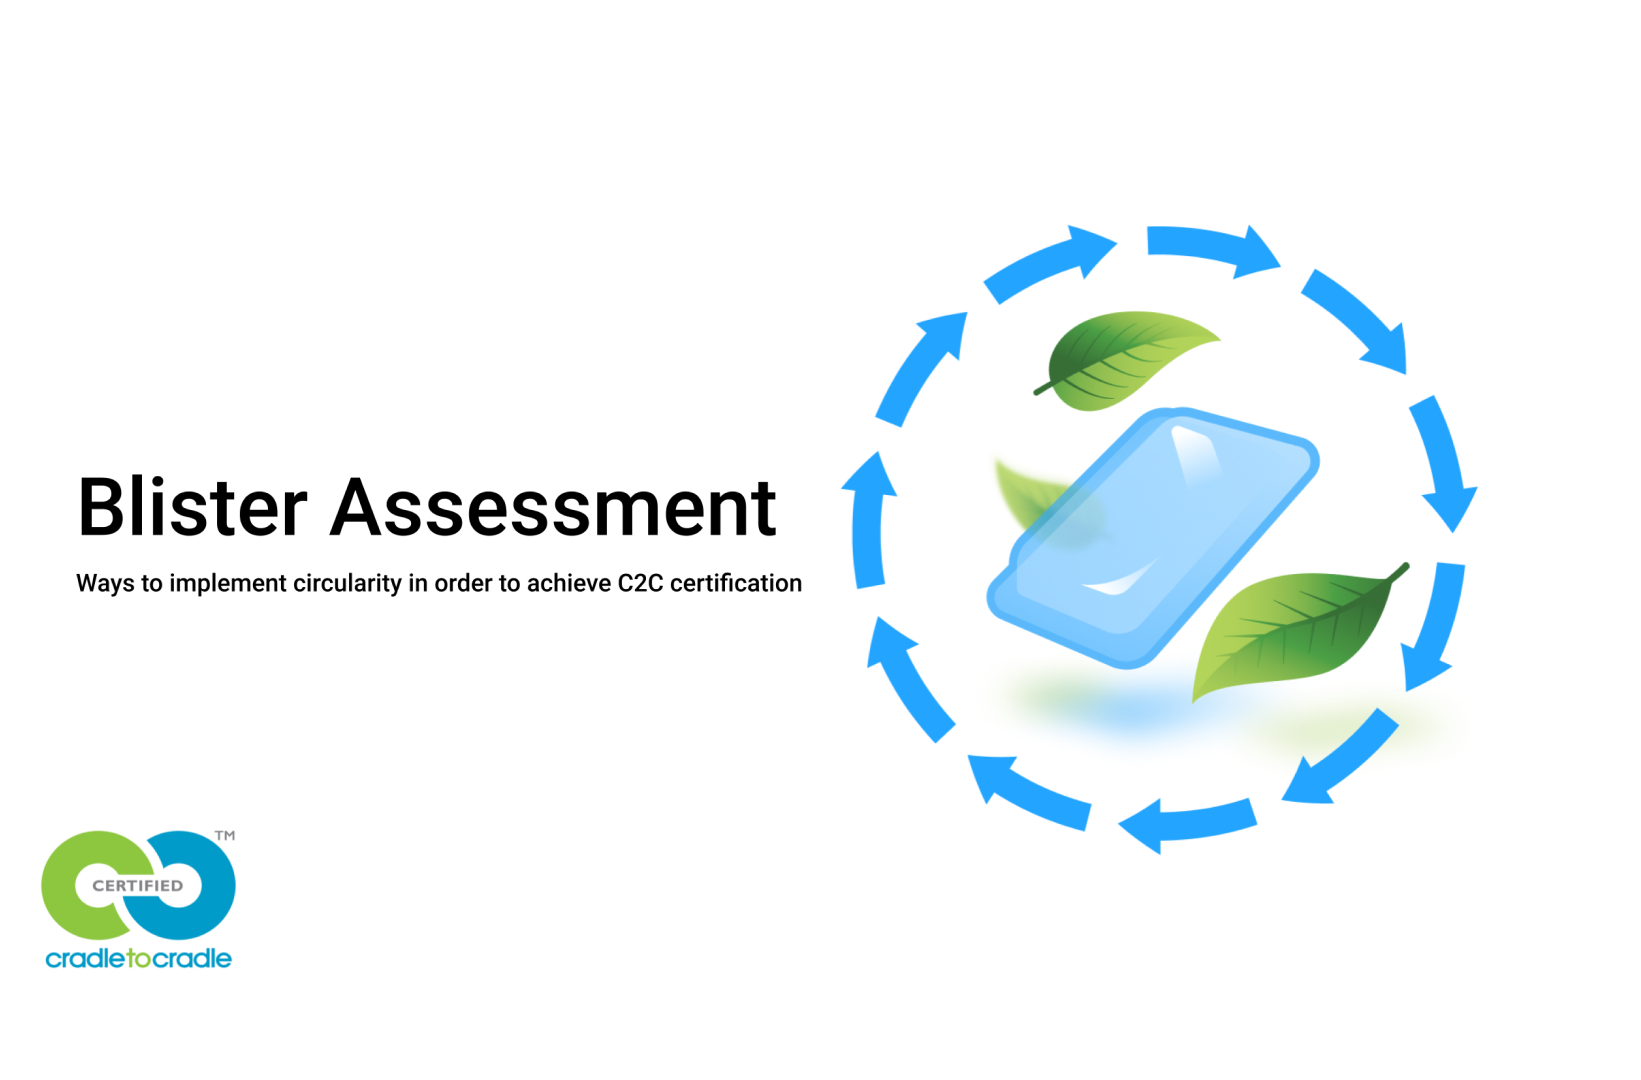 Blister Assessment
Ways to implement circularity in order to achieve C2C certification
TM
CERTIFIED
cradletocradle